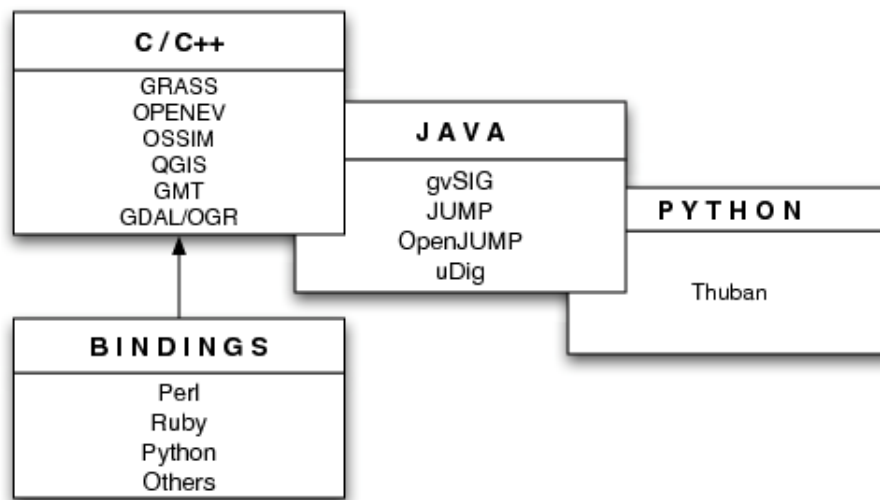 C / C++
GRASS
OPENEV
OSSIM
QGIS
GMT
GDAL/OGR
JAVA
gvSIG
JUMP
OpenJUMP
uDig
PYTHON
Thuban
BINDINGS
Perl
Ruby
Python
Others